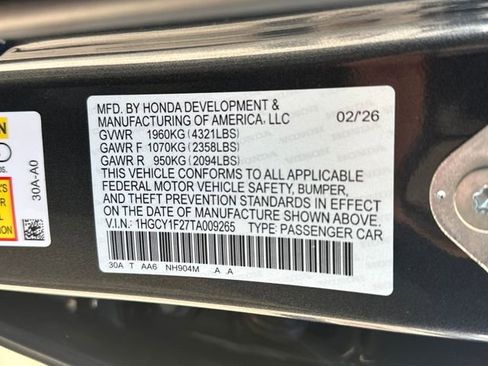 MFD. BY HONDA DEVELOPMENT &
MANUFACTURING OF AMERICA, LLC 02/'26
GVWR 1960KG (4321LBS)
GAWR F 1070KG (2358LBS)
GAWR R 950KG (2094LBS)
THIS VEHICLE CONFORMS TO ALL APPLICABLE
FEDERAL MOTOR VEHICLE SAFETY, BUMPER,
AND THEFT PREVENTION STANDARDS IN EFFECT
ON THE DATE OF MANUFACTURE SHOWN ABOVE.
V.I.N.: 1HGCY1F27TA009265 TYPE: PASSENGER CAR
30A T AA6 NH904M .A .A
30A-A0